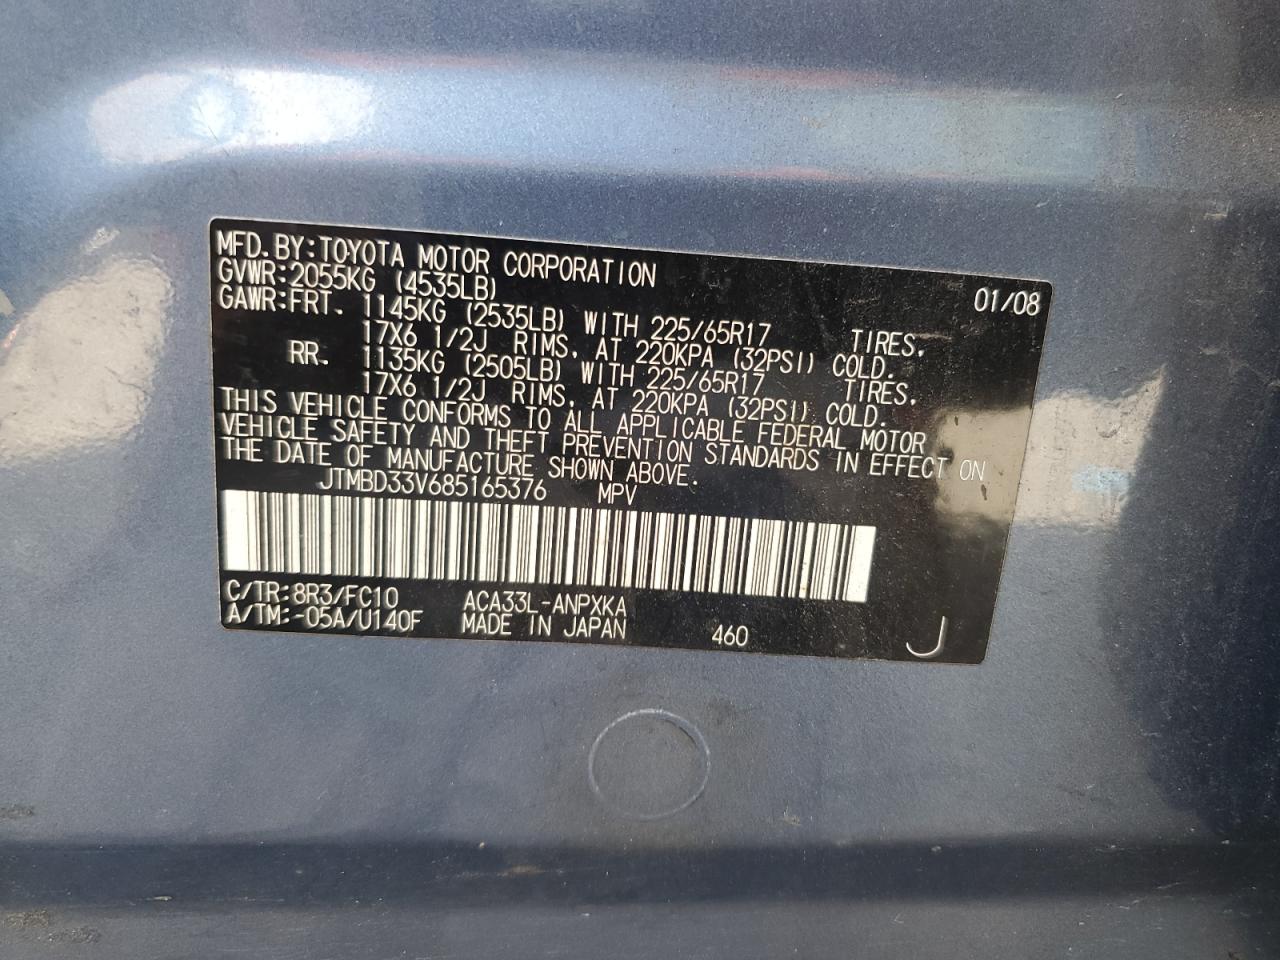 MFD. BY: TOYOTA MOTOR CORPORATION 01/08
GVWR: 2055KG (4535LB)
GAWR: FRT. 1145KG (2535LB) WITH 225/65R17 TIRES,
17X6 1/2J RIMS, AT 220KPA (32PSI) COLD.
RR. 1135KG (2505LB) WITH 225/65R17 TIRES,
17X6 1/2J RIMS, AT 220KPA (32PSI) COLD.
THIS VEHICLE CONFORMS TO ALL APPLICABLE FEDERAL MOTOR
VEHICLE SAFETY AND THEFT PREVENTION STANDARDS IN EFFECT ON
THE DATE OF MANUFACTURE SHOWN ABOVE.
JTMBD33V685165376 MPV
C/TR: 8R3/FC10 ACA33L-ANPXKA
A/TM: -05A/U140F MADE IN JAPAN 460 J